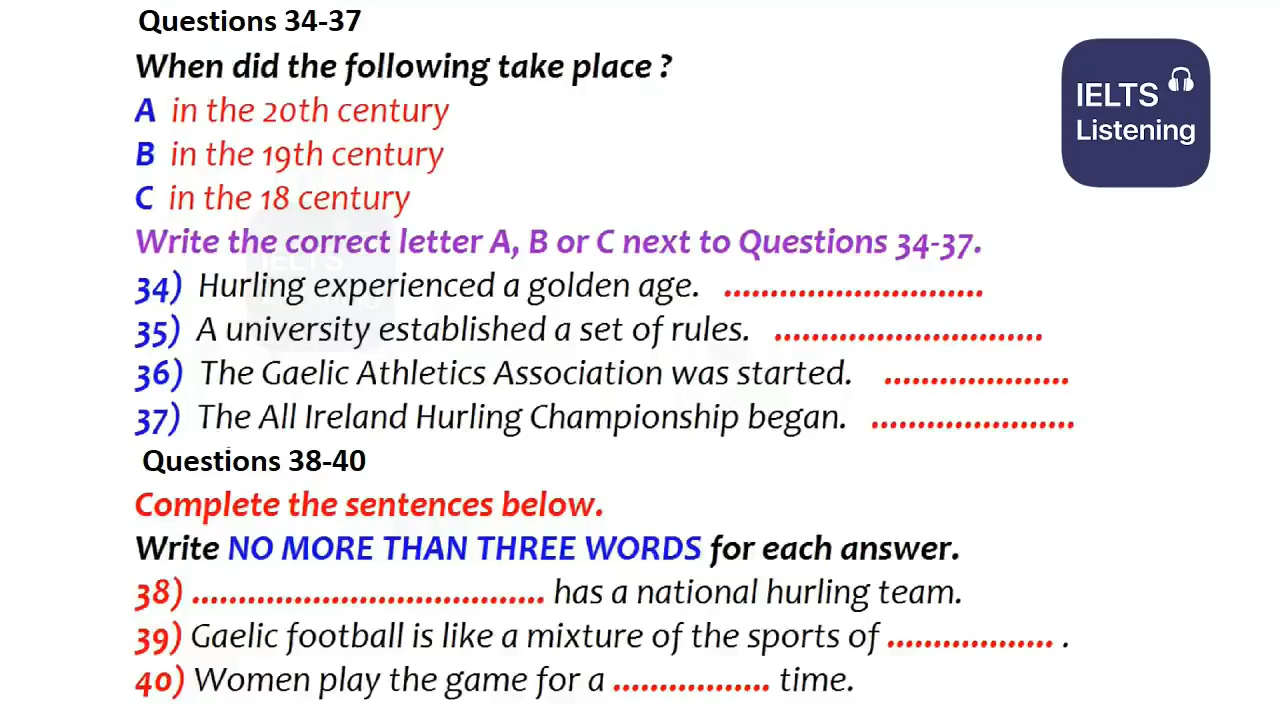 Questions 34-37
When did the following take place ?
A in the 20th century
B in the 19th century
C in the 18 century
Write the correct letter A, B or C next to Questions 34-37.
34) Hurling experienced a golden age. ............................
35) A university established a set of rules. .............................
36) The Gaelic Athletics Association was started. ....................
37) The All Ireland Hurling Championship began. ......................
Questions 38-40
Complete the sentences below.
Write NO MORE THAN THREE WORDS for each answer.
38) ...................................... has a national hurling team.
39) Gaelic football is like a mixture of the sports of .................. .
40) Women play the game for a ................. time.
IELTS
Listening